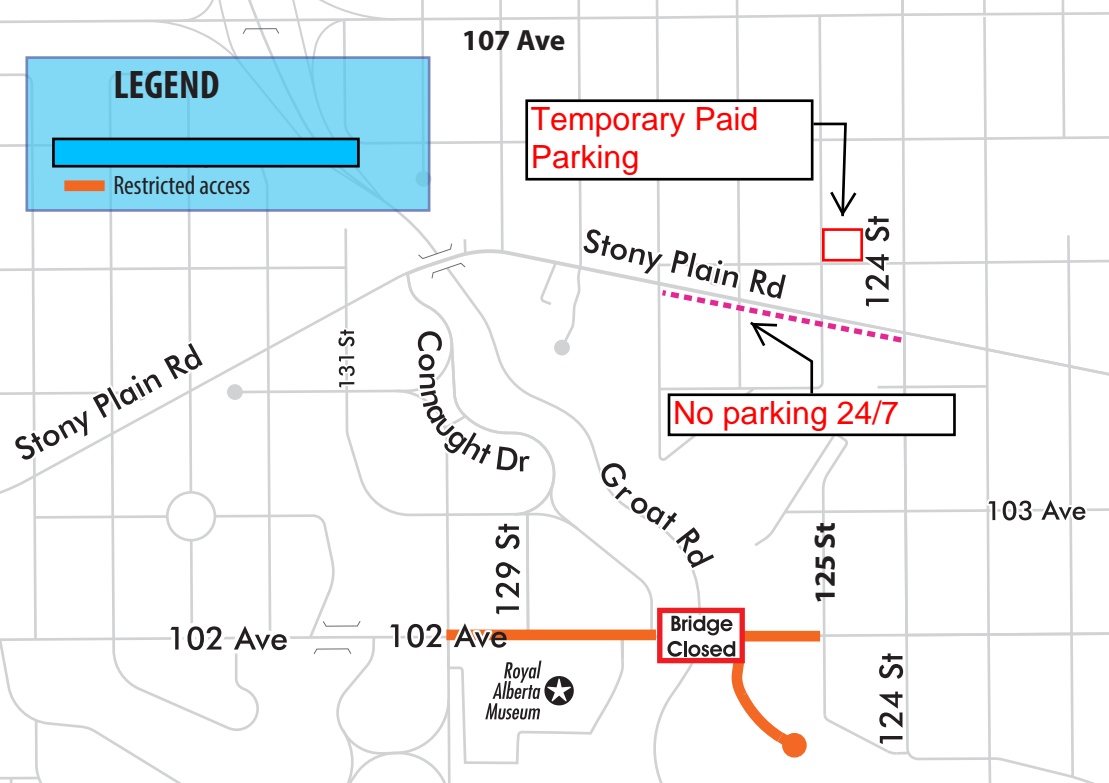 107 Ave
LEGEND
Restricted access
Temporary Paid
Parking
124 St
Stony Plain Rd
Stony Plain Rd
131 St
Connaught Dr
No parking 24/7
Groat Rd
103 Ave
129 St
125 St
102 Ave
102 Ave
Bridge
Closed
Royal
Alberta
Museum
124 St